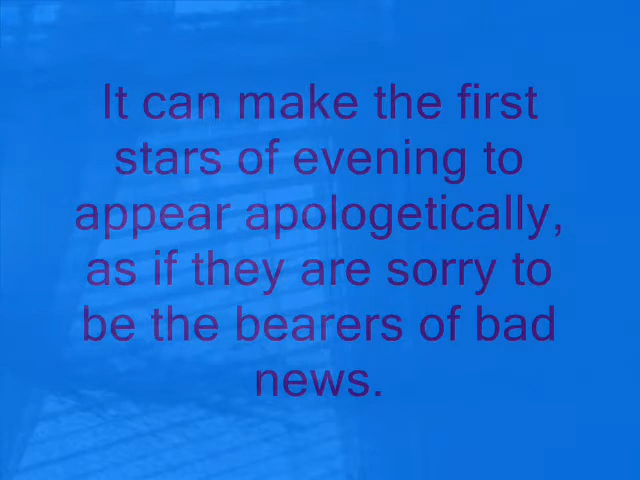 It can make the first
stars of evening to
appear apologetically,
as if they are sorry to
be the bearers of bad
news.